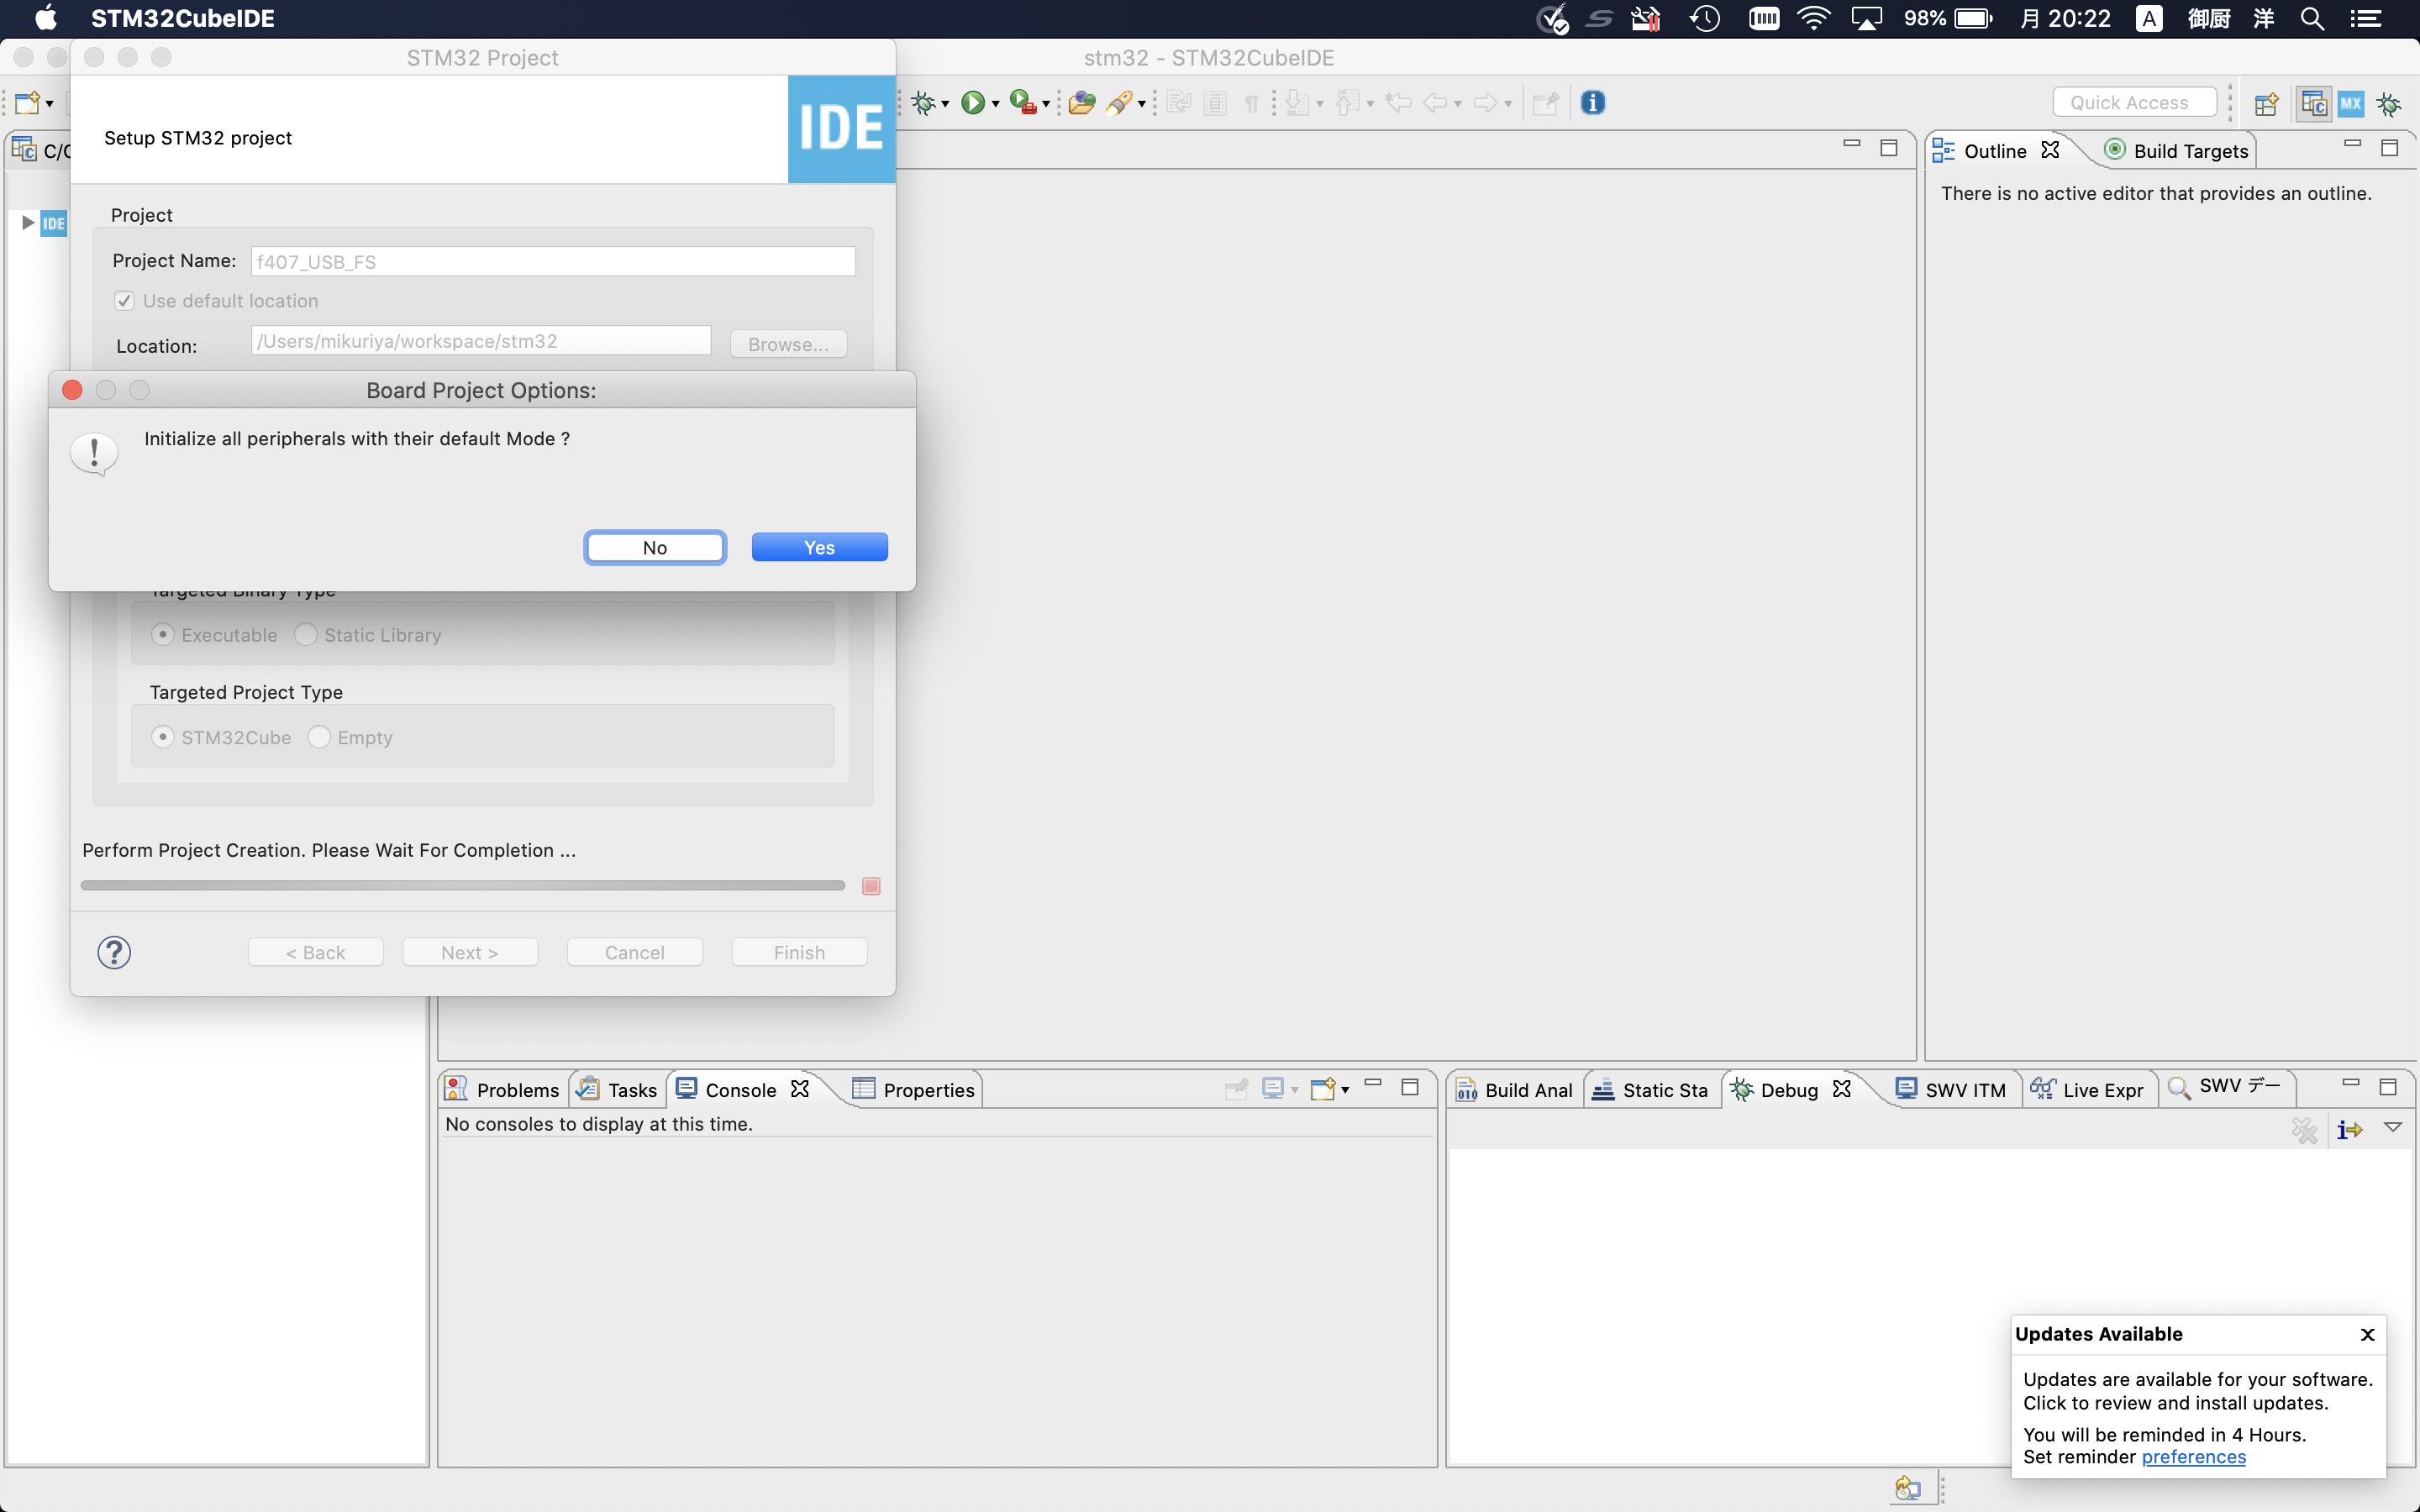 STM32CubeIDE
98%
月 20:22
A
御厨 洋
STM32 Project
stm32 - STM32CubeIDE
Setup STM32 project
IDE
Quick Access
MX
C/C
Outline
Build Targets
There is no active editor that provides an outline.
IDE
Project
Project Name: f407_USB_FS
Use default location
Location: /Users/mikuriya/workspace/stm32
Browse...
Board Project Options:
Initialize all peripherals with their default Mode ?
No
Yes
Targeted Binary Type
Executable
Static Library
Targeted Project Type
STM32Cube
Empty
Perform Project Creation. Please Wait For Completion ...
?
< Back
Next >
Cancel
Finish
Problems
Tasks
Console
Properties
No consoles to display at this time.
010
Build Anal
Static Sta
Debug
SWV ITM
Live Expr
SWV デー
Updates Available
Updates are available for your software.
Click to review and install updates.
You will be reminded in 4 Hours.
Set reminder preferences